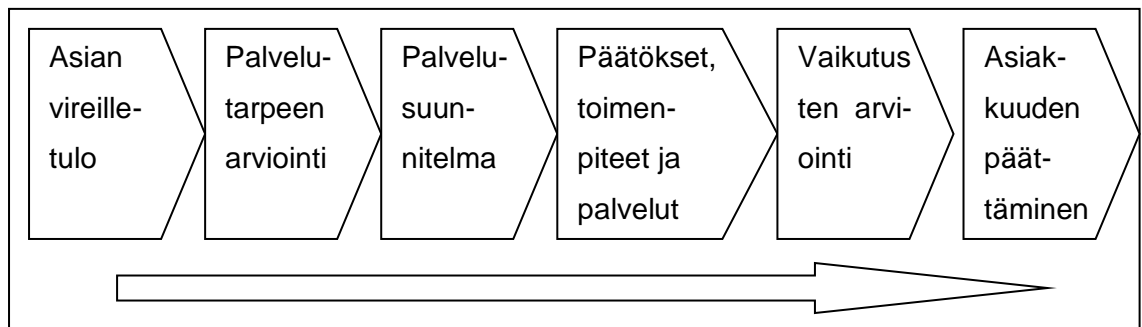 Asian
vireille-
tulo
Palvelu-
tarpeen
arviointi
Palvelu-
suun-
nitelma
Päätökset,
toimen-
piteet ja
palvelut
Vaikutus
ten arvi-
ointi
Asiak-
kuuden
päät-
täminen